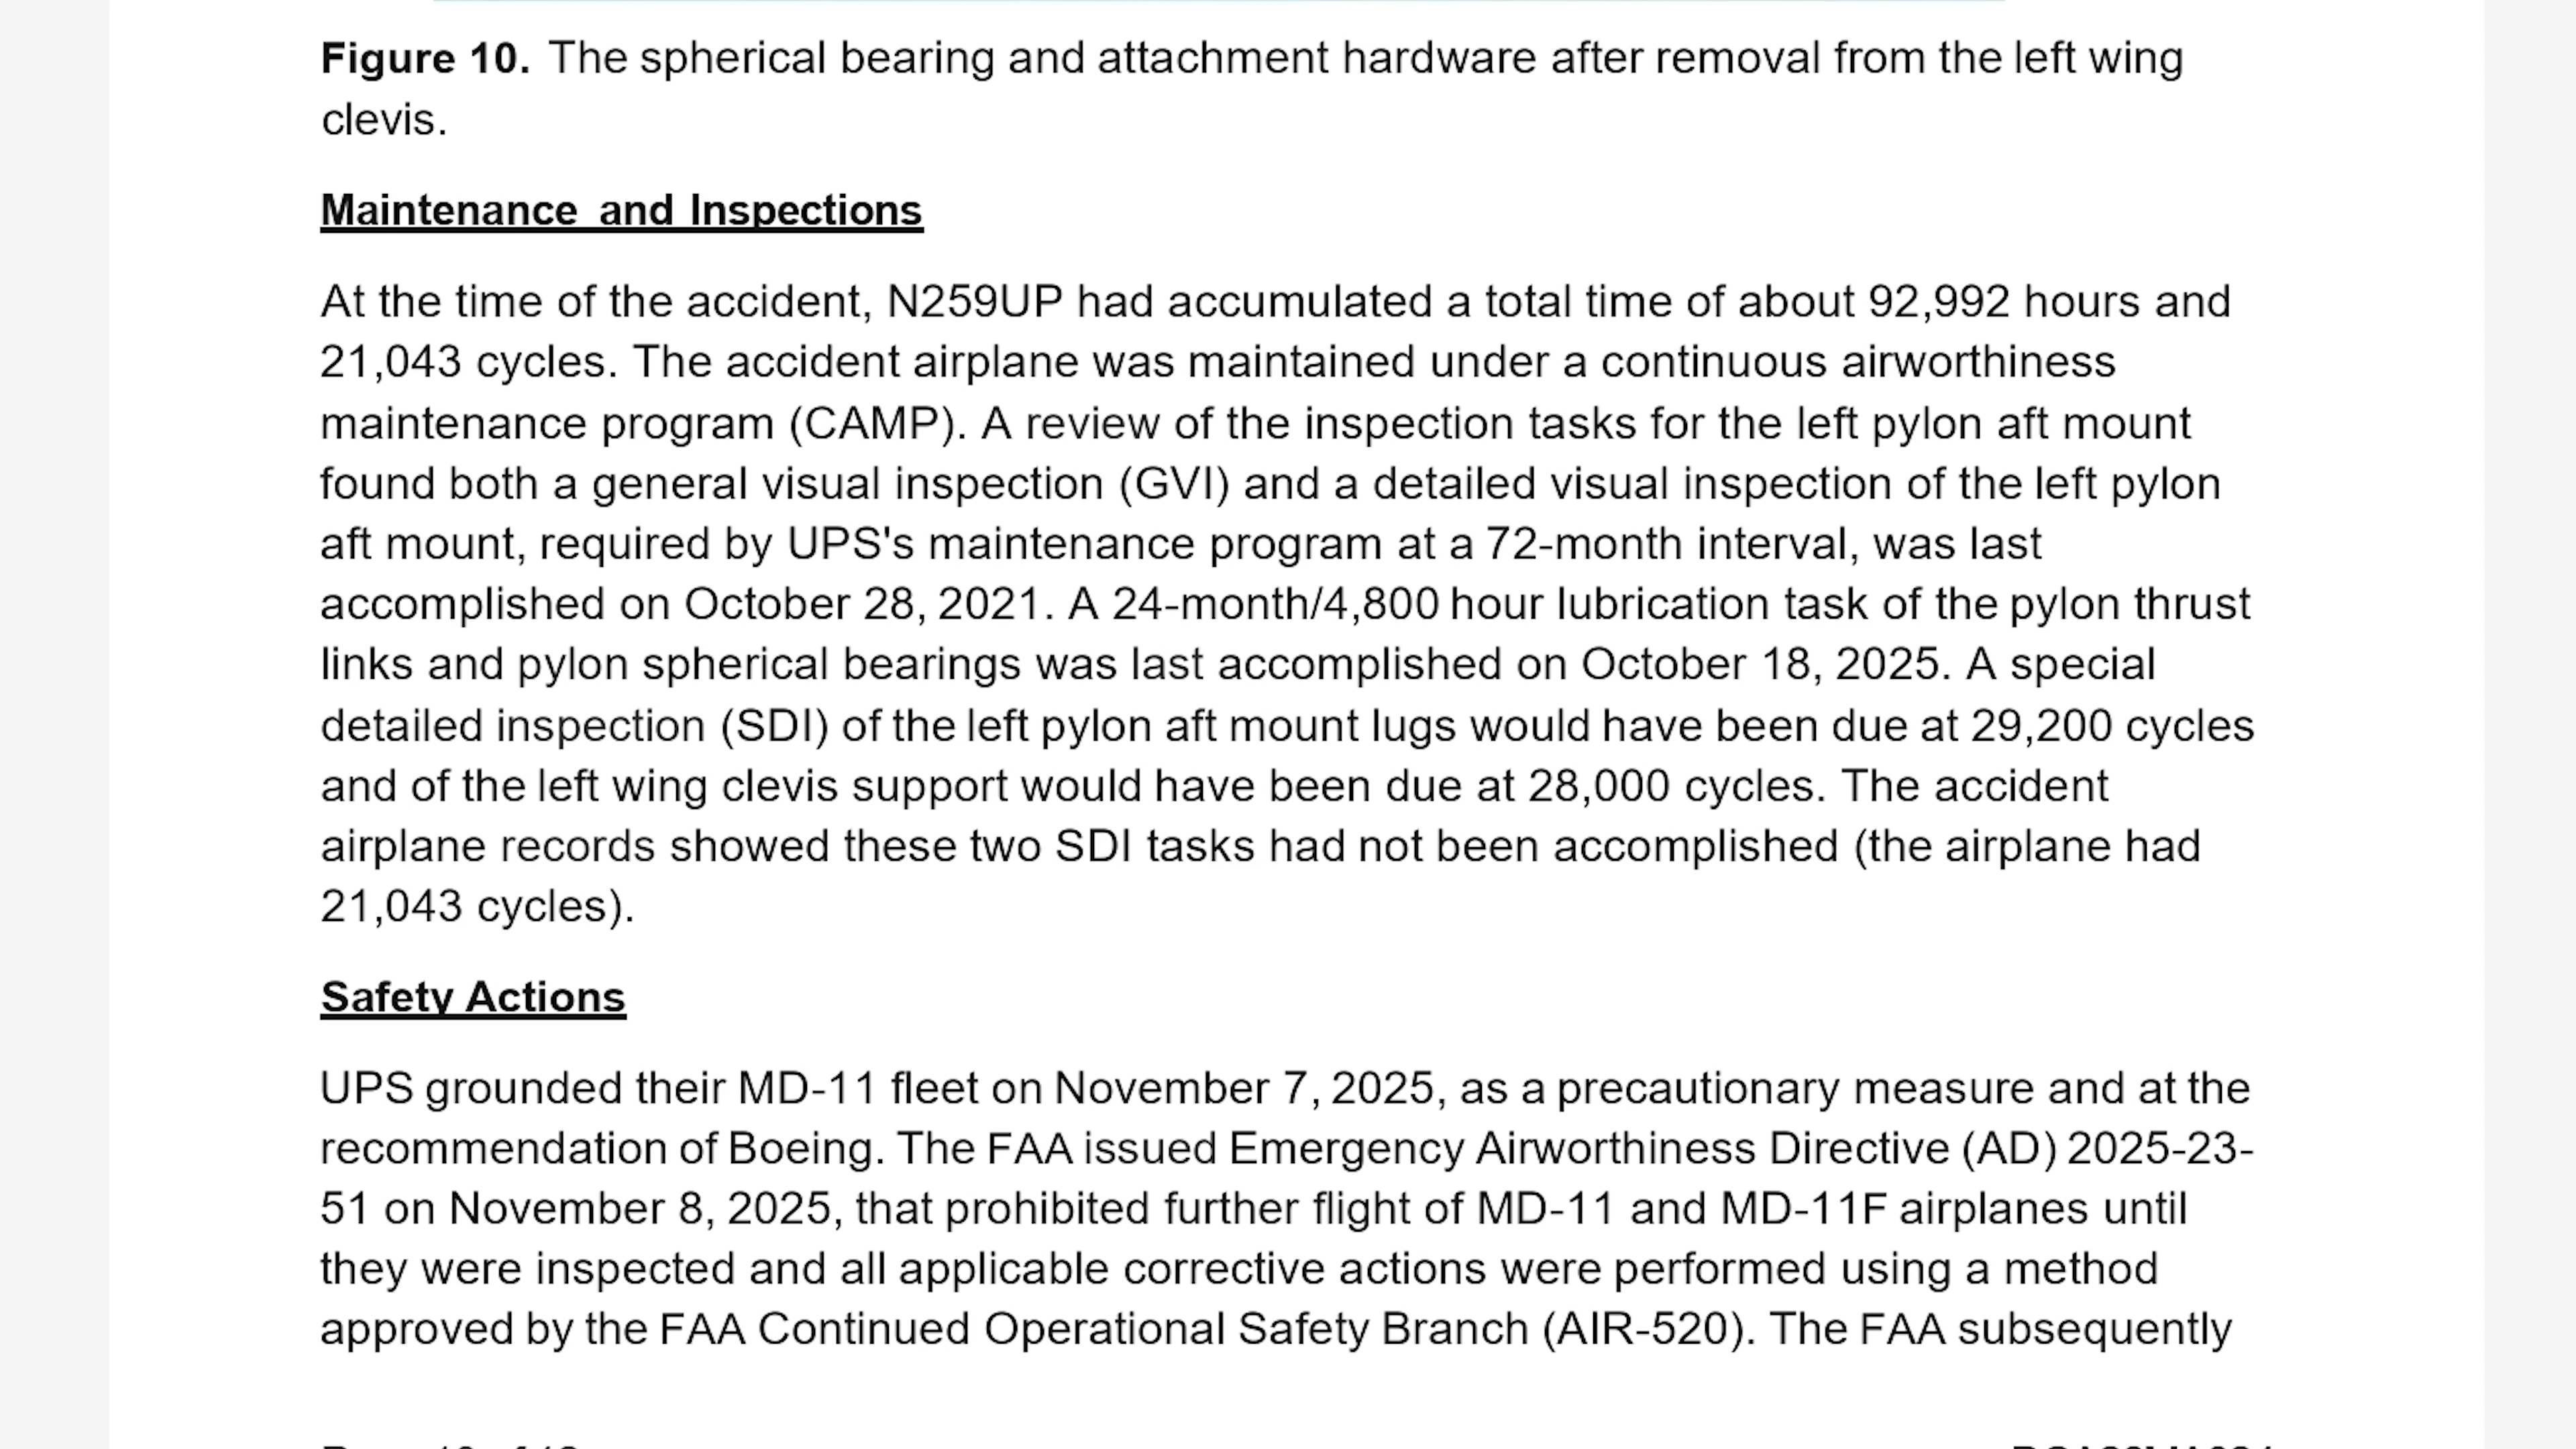 Figure 10. The spherical bearing and attachment hardware after removal from the left wing
clevis.
Maintenance and Inspections
At the time of the accident, N259UP had accumulated a total time of about 92,992 hours and
21,043 cycles. The accident airplane was maintained under a continuous airworthiness
maintenance program (CAMP). A review of the inspection tasks for the left pylon aft mount
found both a general visual inspection (GVI) and a detailed visual inspection of the left pylon
aft mount, required by UPS's maintenance program at a 72-month interval, was last
accomplished on October 28, 2021. A 24-month/4,800 hour lubrication task of the pylon thrust
links and pylon spherical bearings was last accomplished on October 18, 2025. A special
detailed inspection (SDI) of the left pylon aft mount lugs would have been due at 29,200 cycles
and of the left wing clevis support would have been due at 28,000 cycles. The accident
airplane records showed these two SDI tasks had not been accomplished (the airplane had
21,043 cycles).
Safety Actions
UPS grounded their MD-11 fleet on November 7, 2025, as a precautionary measure and at the
recommendation of Boeing. The FAA issued Emergency Airworthiness Directive (AD) 2025-23-
51 on November 8, 2025, that prohibited further flight of MD-11 and MD-11F airplanes until
they were inspected and all applicable corrective actions were performed using a method
approved by the FAA Continued Operational Safety Branch (AIR-520). The FAA subsequently